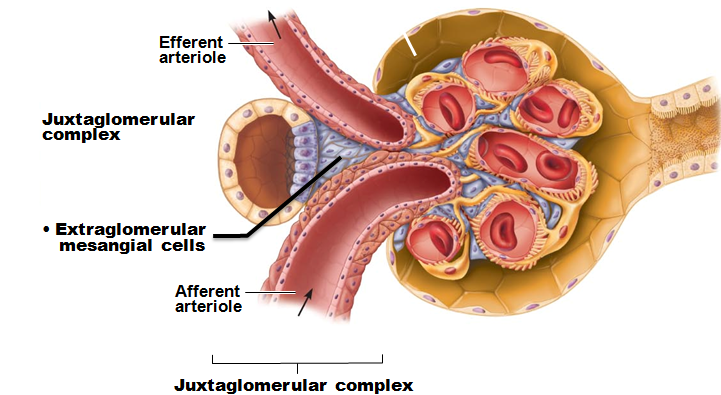 Efferent
arteriole
Juxtaglomerular
complex
• Extraglomerular
mesangial cells
Afferent
arteriole
Juxtaglomerular complex